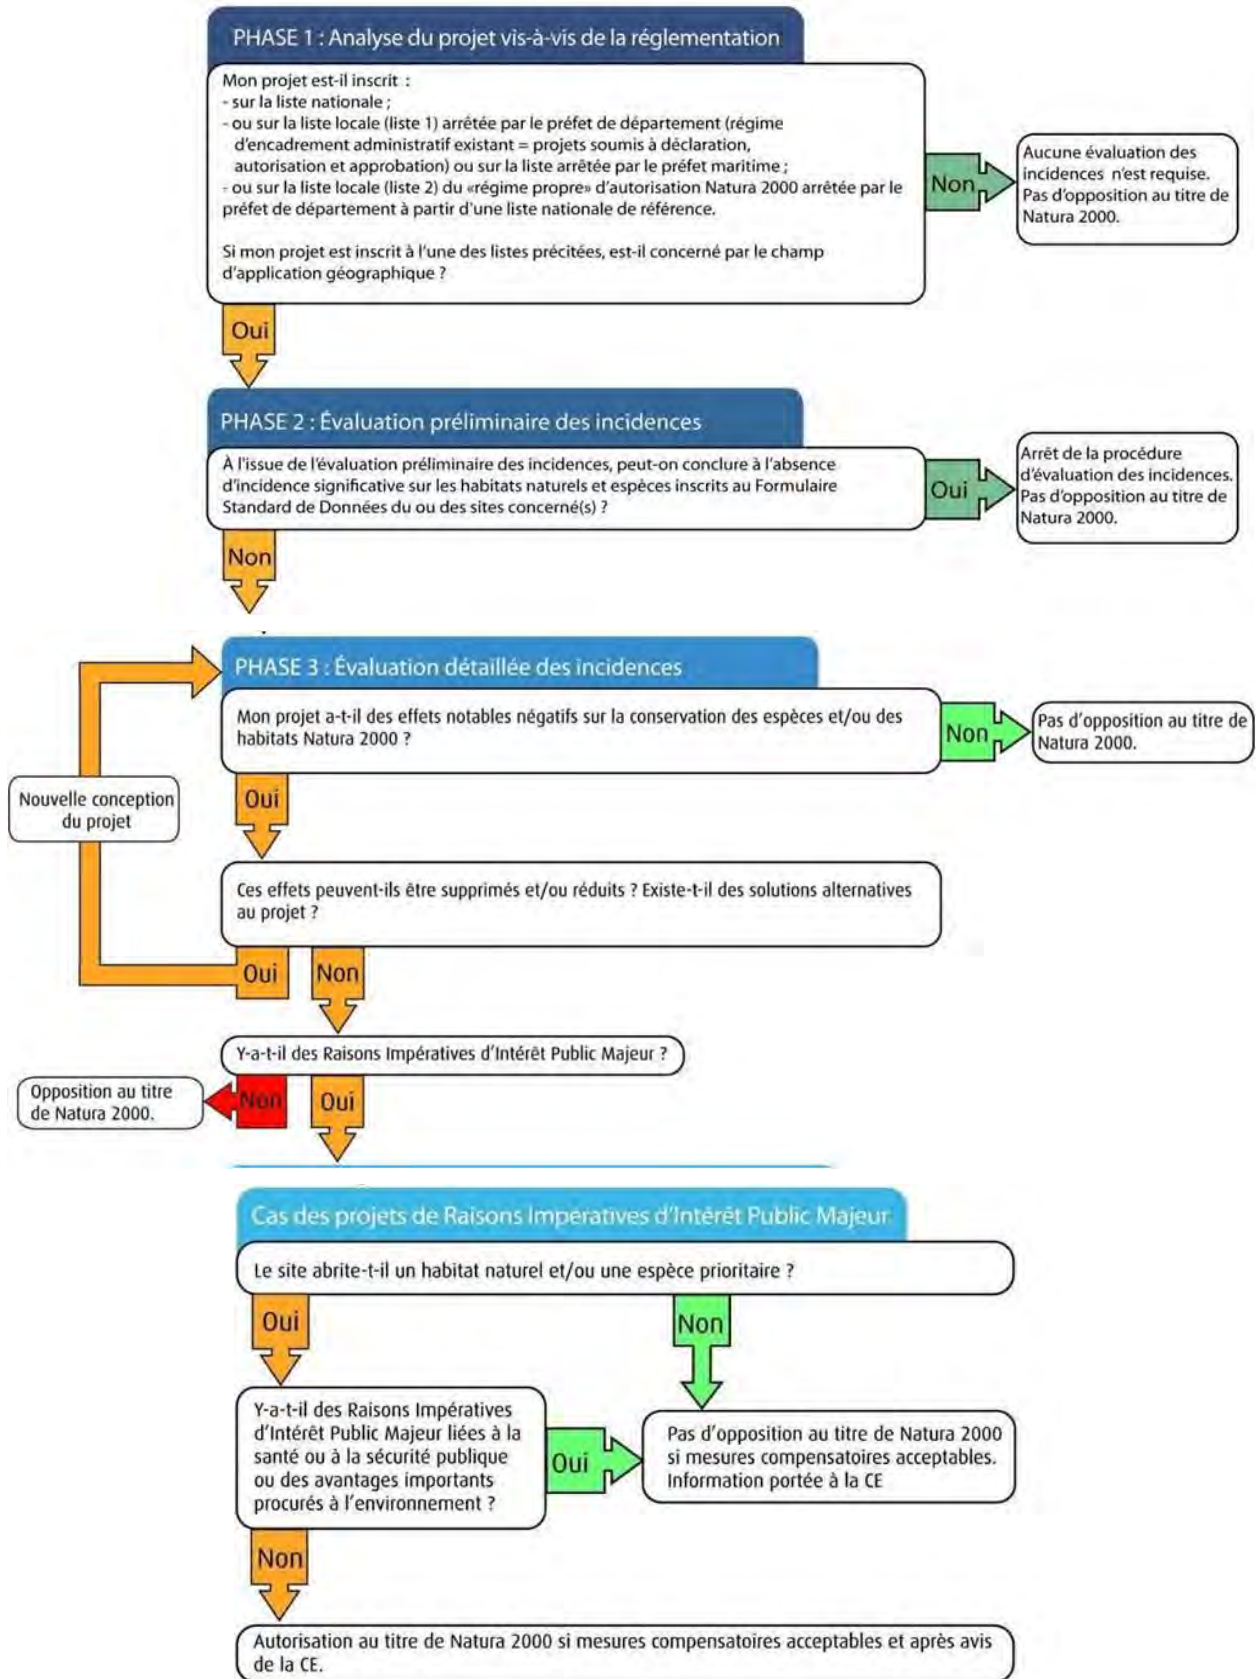 PHASE 1 : Analyse du projet vis-à-vis de la réglementation
Mon projet est-il inscrit :
- sur la liste nationale ;
- ou sur la liste locale (liste 1) arrêtée par le préfet de département (régime
d'encadrement administratif existant = projets soumis à déclaration,
autorisation et approbation) ou sur la liste arrêtée par le préfet maritime ;
- ou sur la liste locale (liste 2) du «régime propre» d'autorisation Natura 2000 arrêtée par le
préfet de département à partir d'une liste nationale de référence.
Si mon projet est inscrit à l'une des listes précitées, est-il concerné par le champ
d'application géographique ?
Non
Aucune évaluation des
incidences n'est requise.
Pas d'opposition au titre de
Natura 2000.
Oui
PHASE 2 : Évaluation préliminaire des incidences
À l'issue de l'évaluation préliminaire des incidences, peut-on conclure à l'absence
d'incidence significative sur les habitats naturels et espèces inscrits au Formulaire
Standard de Données du ou des sites concerné(s) ?
Oui
Arrêt de la procédure
d'évaluation des incidences.
Pas d'opposition au titre de
Natura 2000.
Non
PHASE 3 : Évaluation détaillée des incidences
Mon projet a-t-il des effets notables négatifs sur la conservation des espèces et/ou des
habitats Natura 2000 ?
Non
Pas d'opposition au titre de
Natura 2000.
Oui
Nouvelle conception
du projet
Ces effets peuvent-ils être supprimés et/ou réduits ? Existe-t-il des solutions alternatives
au projet ?
Oui
Non
Y-a-t-il des Raisons Impératives d'Intérêt Public Majeur ?
Opposition au titre
de Natura 2000.
Non
Oui
Cas des projets de Raisons Impératives d'Intérêt Public Majeur
Le site abrite-t-il un habitat naturel et/ou une espèce prioritaire ?
Oui
Non
Y-a-t-il des Raisons Impératives
d'Intérêt Public Majeur liées à la
santé ou à la sécurité publique
ou des avantages importants
procurés à l'environnement ?
Oui
Pas d'opposition au titre de Natura 2000
si mesures compensatoires acceptables.
Information portée à la CE
Non
Autorisation au titre de Natura 2000 si mesures compensatoires acceptables et après avis
de la CE.